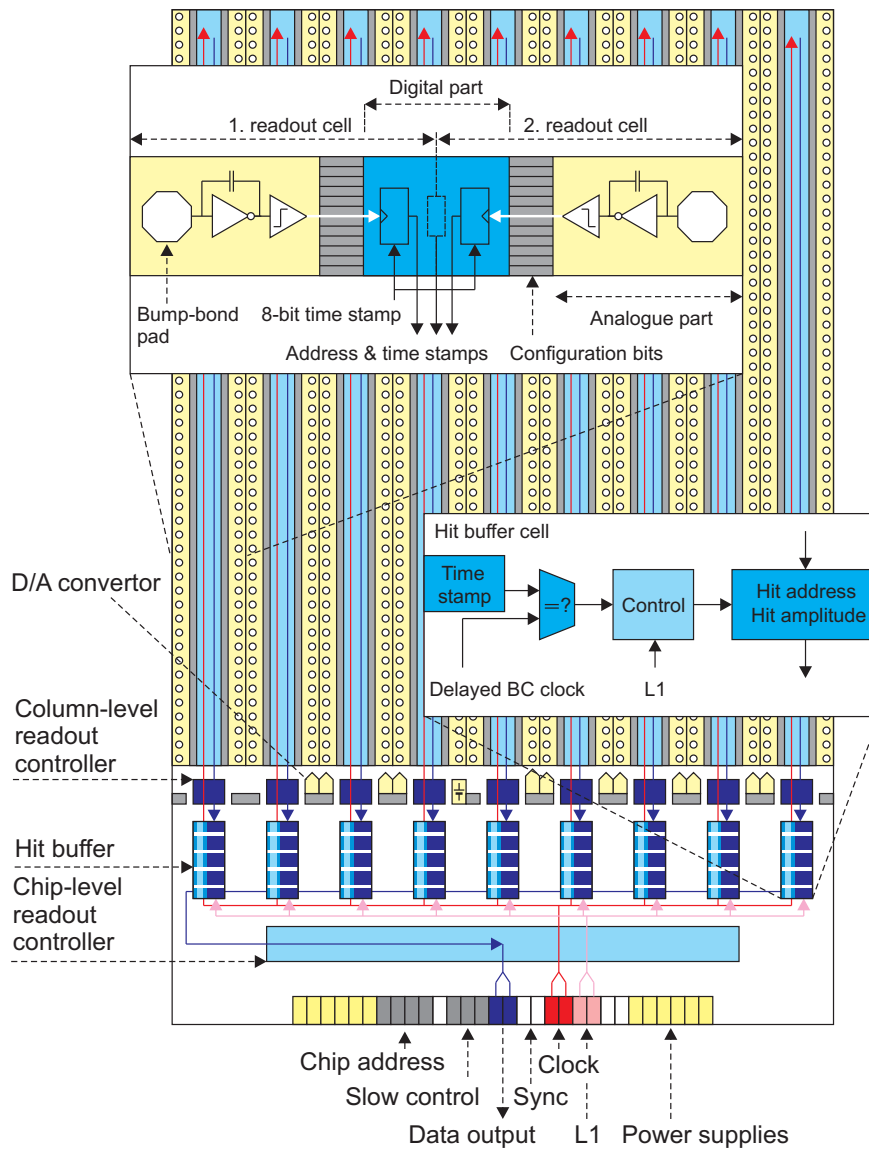 Digital part
1. readout cell
2. readout cell
Bump-bond
pad
8-bit time stamp
Address & time stamps
Configuration bits
Analogue part
Hit buffer cell
Time
stamp
=?
Control
Hit address
Hit amplitude
Delayed BC clock
L1
D/A convertor
Column-level
readout
controller
Hit buffer
Chip-level
readout
controller
Chip address
Clock
Slow control
Sync
Data output
L1
Power supplies